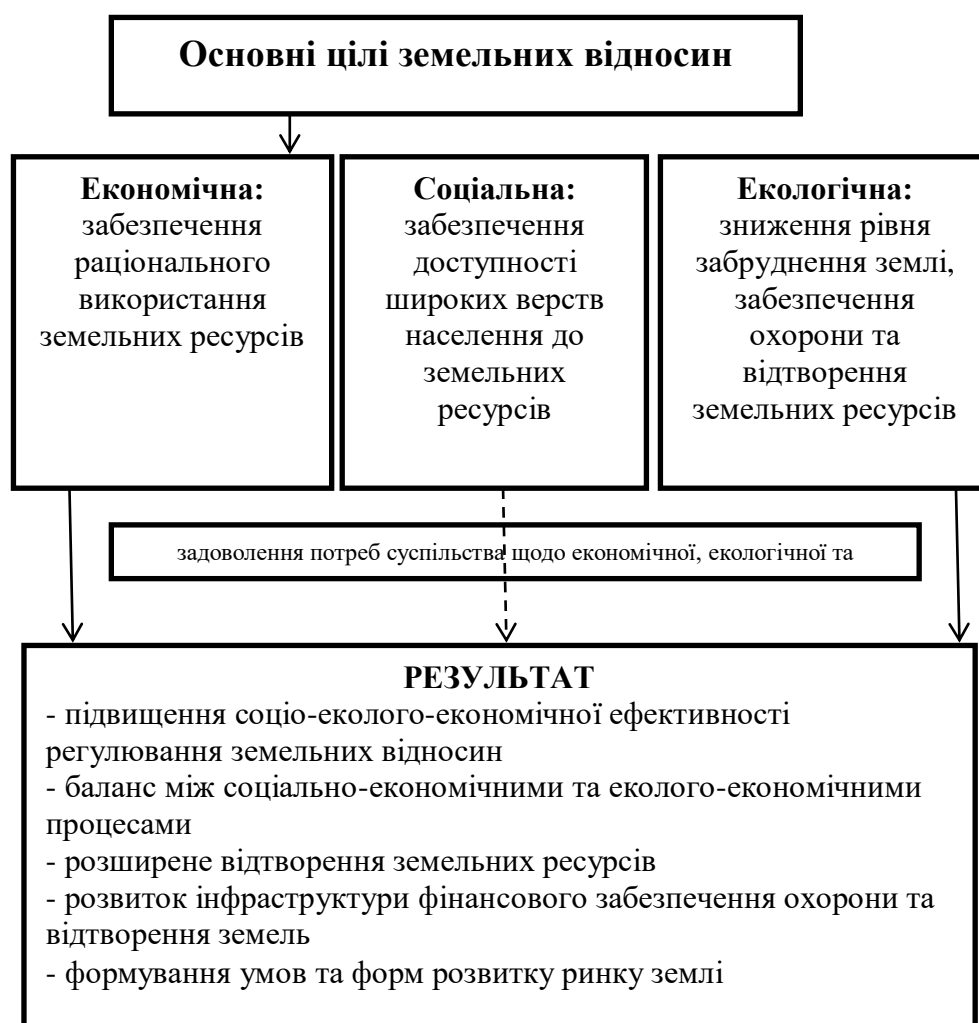 Основні цілі земельних відносин
Економічна:
забезпечення
раціонального
використання
земельних ресурсів
Соціальна:
забезпечення
доступності
широких верств
населення до
земельних
ресурсів
Екологічна:
зниження рівня
забруднення землі,
забезпечення
охорони та
відтворення
земельних ресурсів
задоволення потреб суспільства щодо економічної, екологічної та
РЕЗУЛЬТАТ
- підвищення соціо-еколого-економічної ефективності
регулювання земельних відносин
- баланс між соціально-економічними та еколого-економічними
процесами
- розширене відтворення земельних ресурсів
- розвиток інфраструктури фінансового забезпечення охорони та
відтворення земель
- формування умов та форм розвитку ринку землі